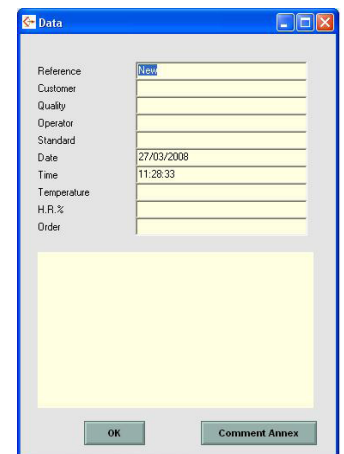 Data
Reference New
Customer
Quality
Operator
Standard
Date 27/03/2008
Time 11:28:33
Temperature
H.R.%
Order
OK Comment Annex